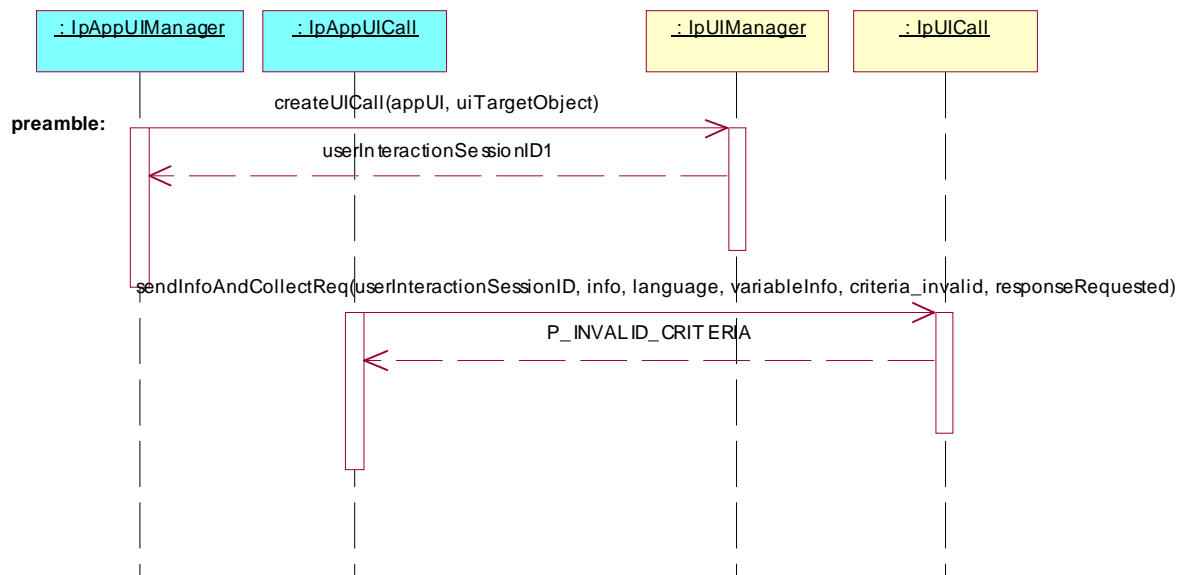 : IpAppUIManager
: IpAppUICall
: IpUIManager
: IpUICall
createUICall(appUI, uiTargetObject)
preamble:
userInteractionSessionID1
sendInfoAndCollectReq(userInteractionSessionID, info, language, variableInfo, criteria_invalid, responseRequested)
P_INVALID_CRITERIA